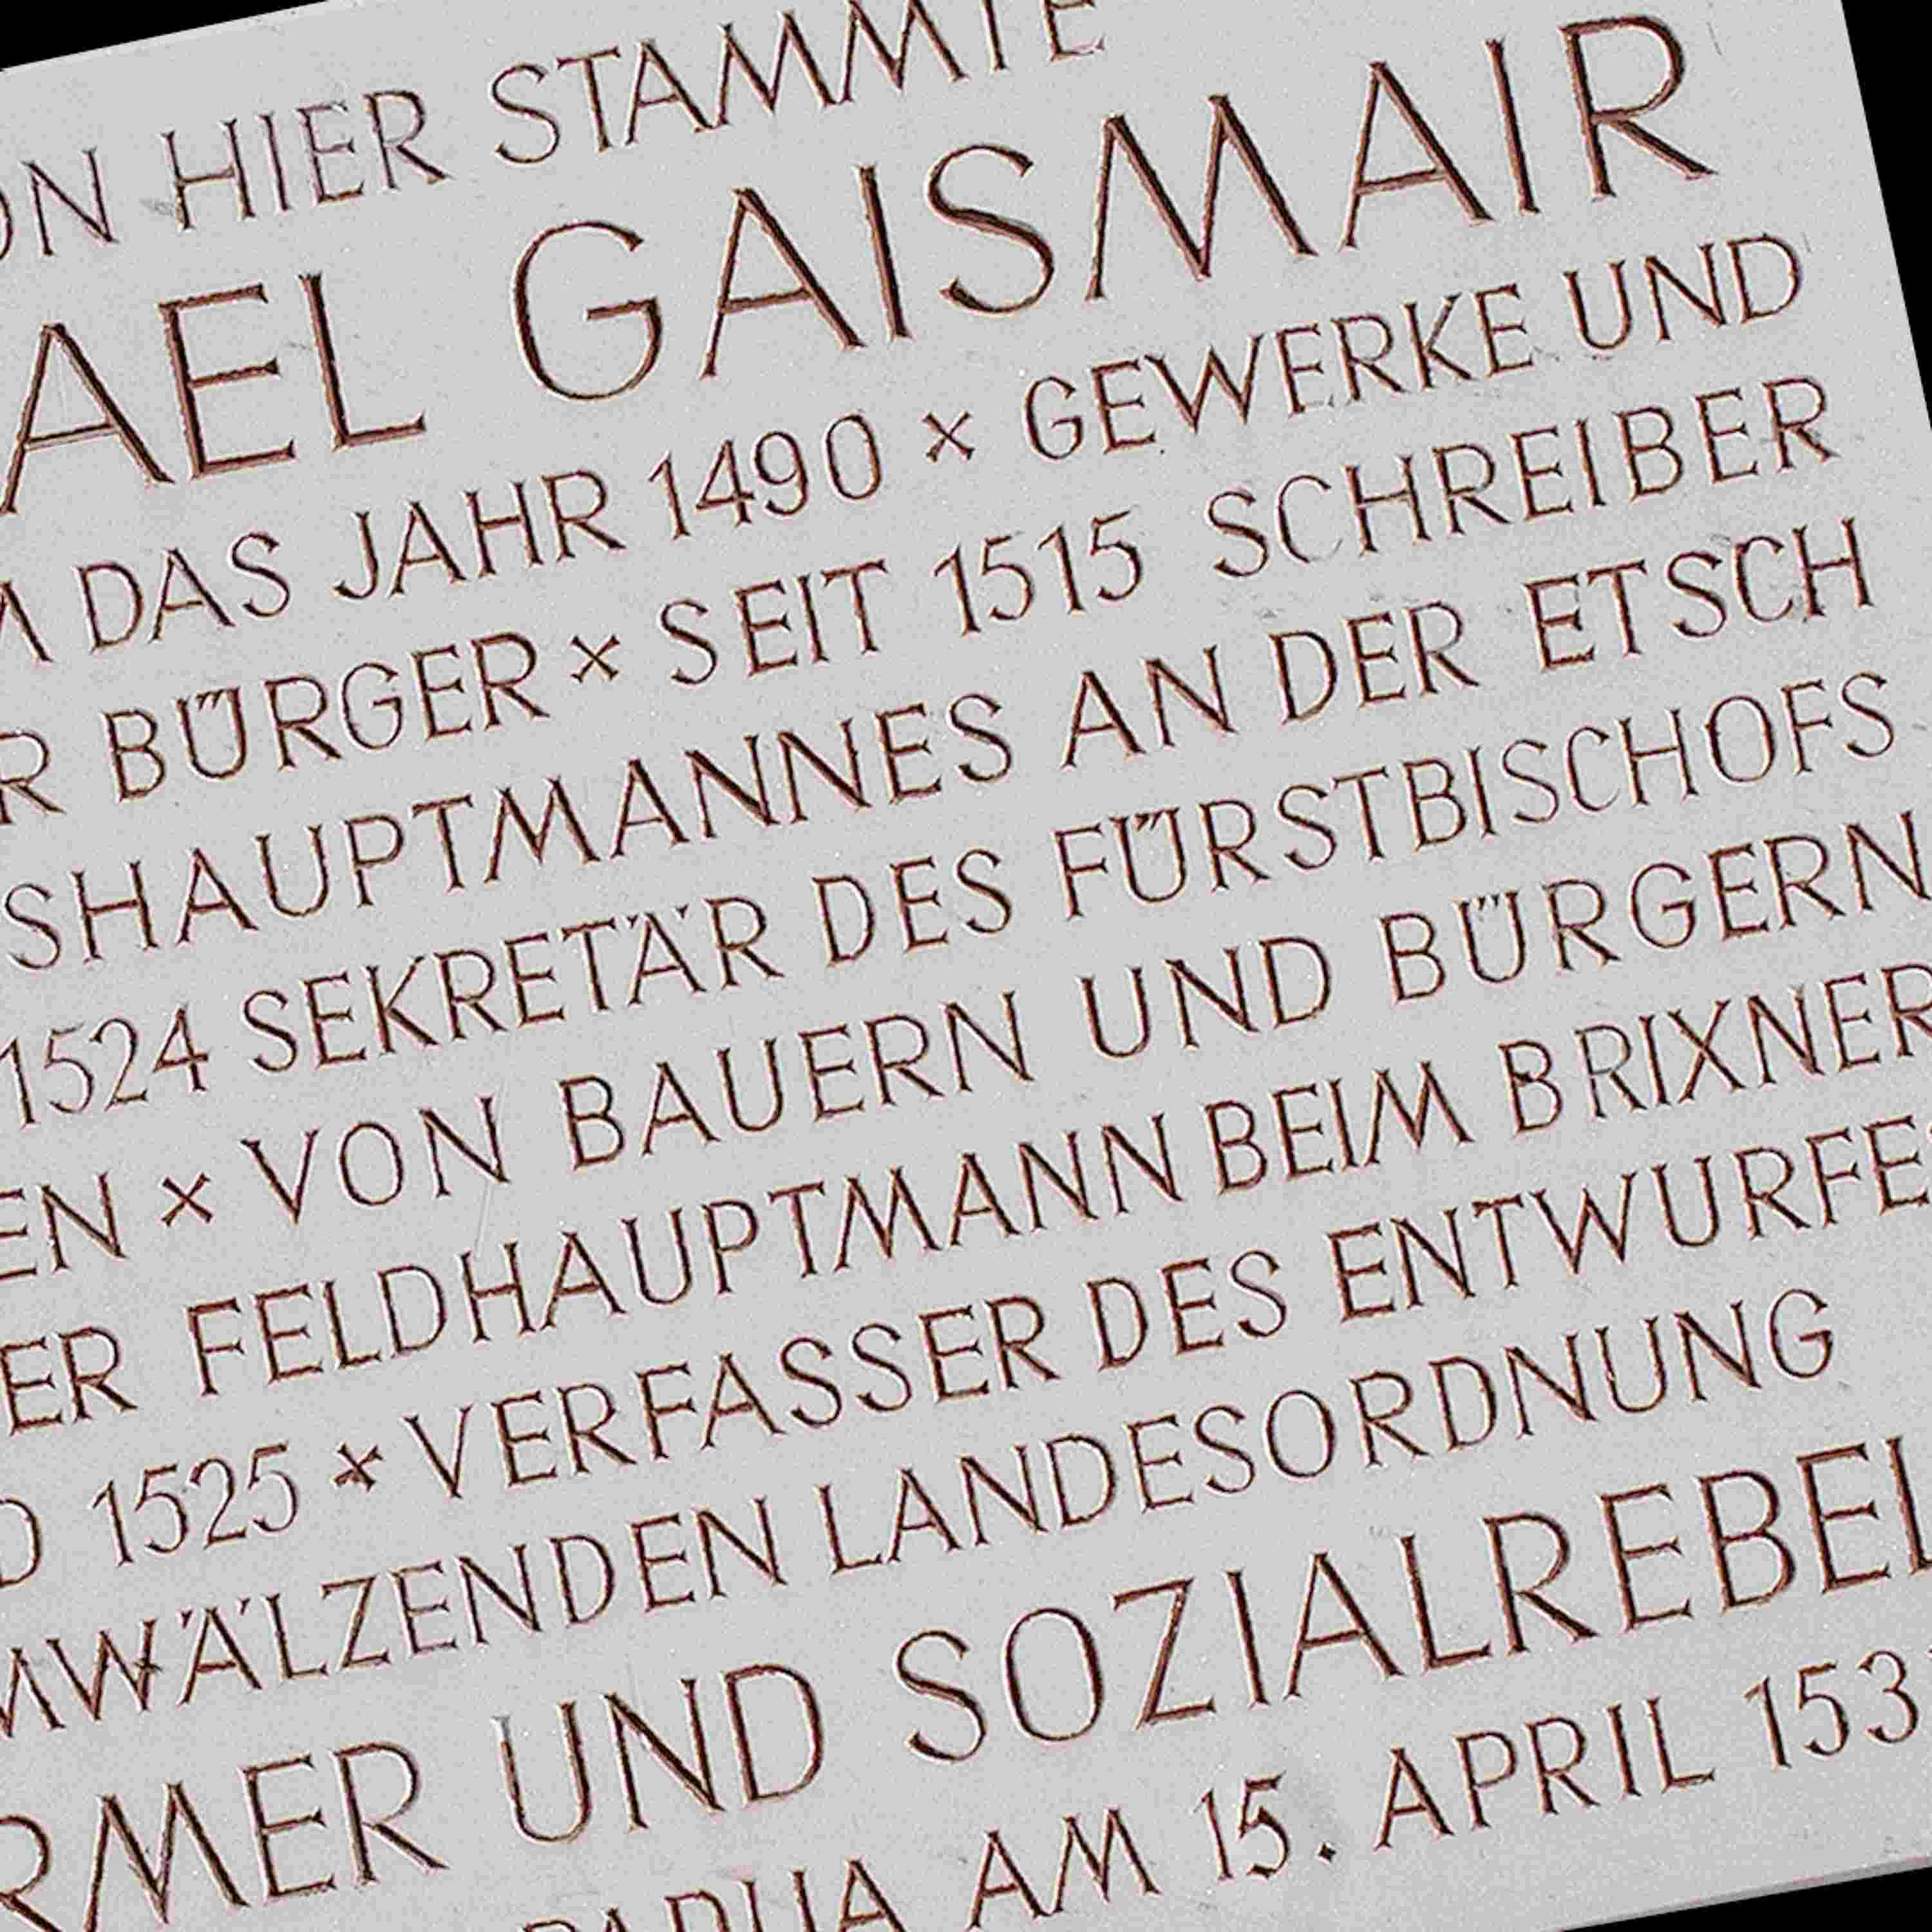 ON HIER STAMMTE
AEL GAISMAIR
M DAS JAHR 1490 × GEWERKE UND
R BÜRGER × SEIT 1515 SCHREIBER
SHAUPTMANNES AN DER ETSCH
1524 SEKRETÄR DES FÜRSTBISCHOFS
EN × VON BAUERN UND BÜRGERN
ER FELDHAUPTMANN BEIM BRIXNER
D 1525 × VERFASSER DES ENTWURFES
MWÄLZENDEN LANDESORDNUNG
RMER UND SOZIALREBEL
PADUA AM 15. APRIL 153